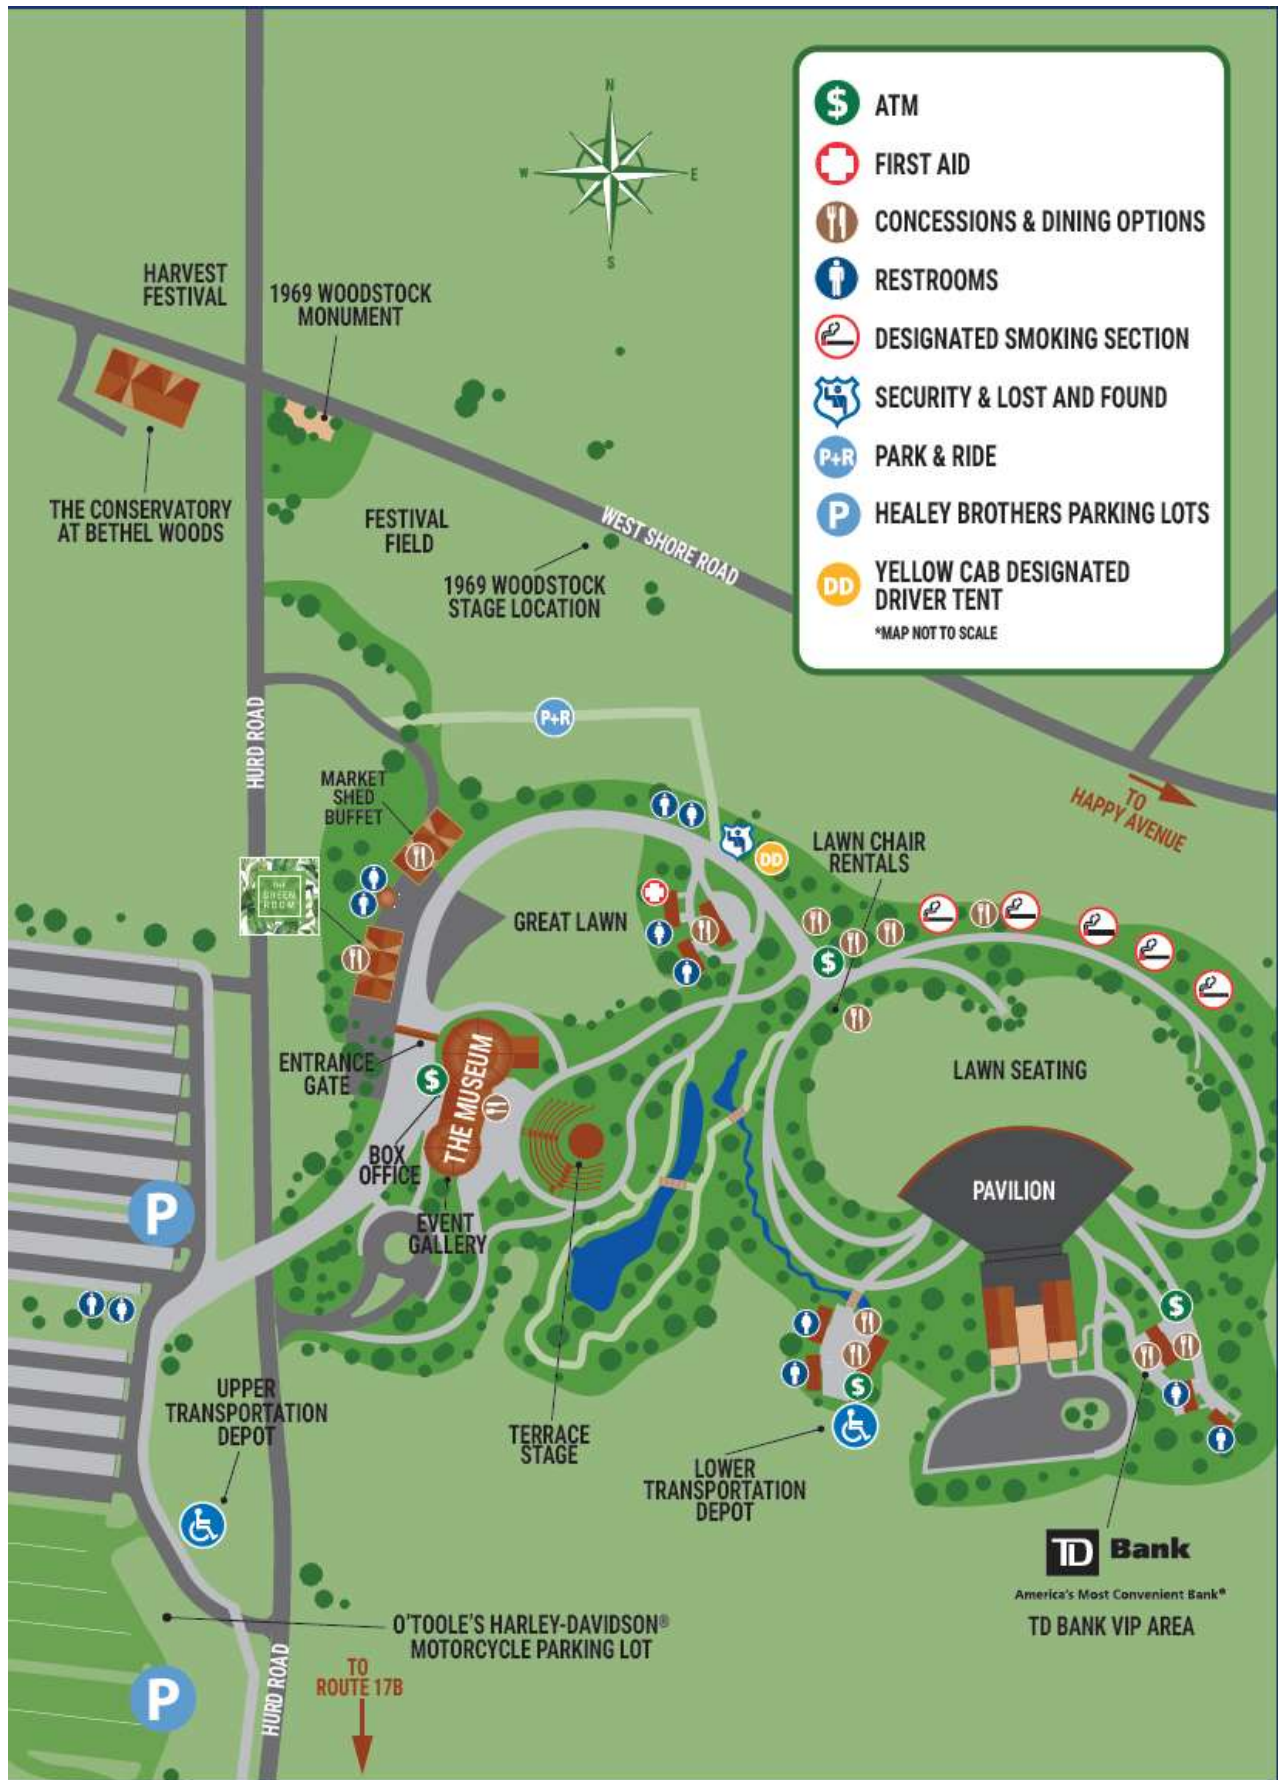 N
W
E
S
$ ATM
FIRST AID
CONCESSIONS & DINING OPTIONS
RESTROOMS
DESIGNATED SMOKING SECTION
SECURITY & LOST AND FOUND
P+R PARK & RIDE
P HEALEY BROTHERS PARKING LOTS
DD YELLOW CAB DESIGNATED
DRIVER TENT
*MAP NOT TO SCALE
HARVEST
FESTIVAL
1969 WOODSTOCK
MONUMENT
THE CONSERVATORY
AT BETHEL WOODS
FESTIVAL
FIELD
WEST SHORE ROAD
1969 WOODSTOCK
STAGE LOCATION
HURD ROAD
P+R
TO
HAPPY AVENUE
MARKET
SHED
BUFFET
THE
GREEN
ROOM
DD
LAWN CHAIR
RENTALS
GREAT LAWN
$
ENTRANCE
GATE
$
THE MUSEUM
LAWN SEATING
BOX
OFFICE
PAVILION
P
EVENT
GALLERY
$
$
UPPER
TRANSPORTATION
DEPOT
TERRACE
STAGE
LOWER
TRANSPORTATION
DEPOT
TD Bank
America's Most Convenient Bank®
TD BANK VIP AREA
O'TOOLE'S HARLEY-DAVIDSON®
MOTORCYCLE PARKING LOT
P
HURD ROAD
TO
ROUTE 17B